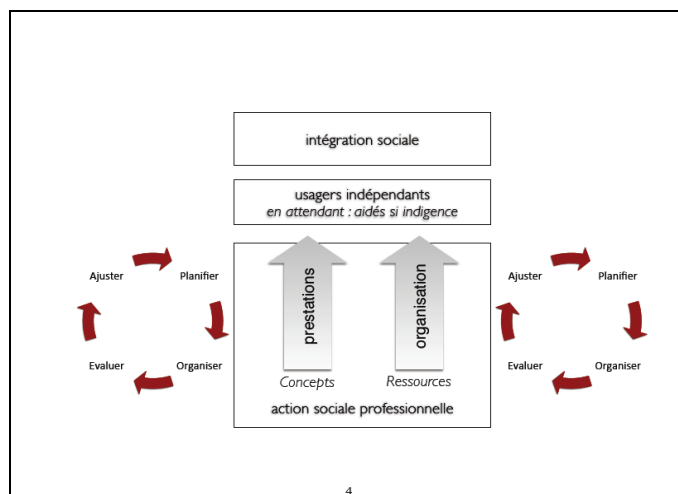 intégration sociale
usagers indépendants
en attendant : aidés si indigence
Ajuster
Planifier
Evaluer
Organiser
prestations
organisation
Concepts
Ressources
action sociale professionnelle
Ajuster
Planifier
Evaluer
Organiser
4